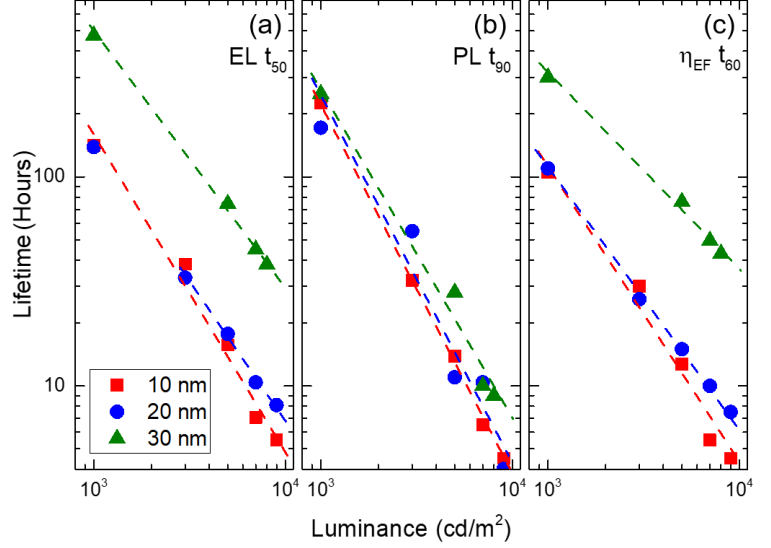 (a)
EL t50
(b)
PL t90
(c)
ηEF t60
Lifetime (Hours)
100
10
10 nm
20 nm
30 nm
10³
10⁴
10³
10⁴
10³
10⁴
Luminance (cd/m²)